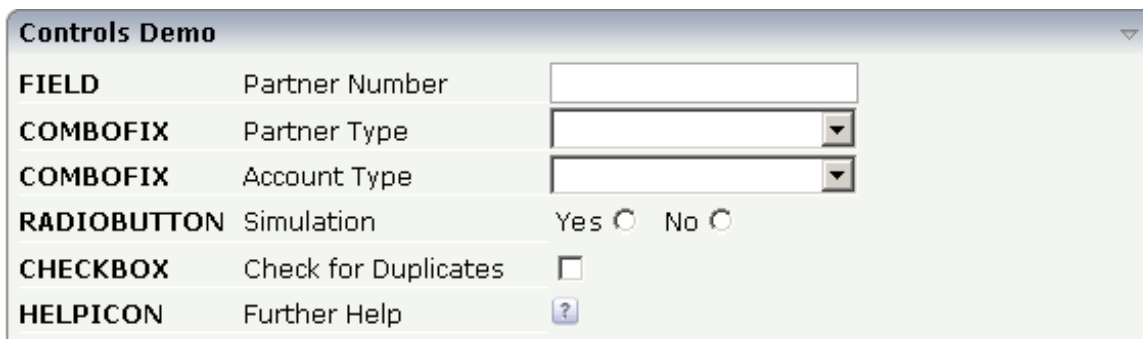 Controls Demo
FIELD Partner Number
COMBOFIX Partner Type
COMBOFIX Account Type
RADIOBUTTON Simulation Yes No
CHECKBOX Check for Duplicates
HELPICON Further Help ?